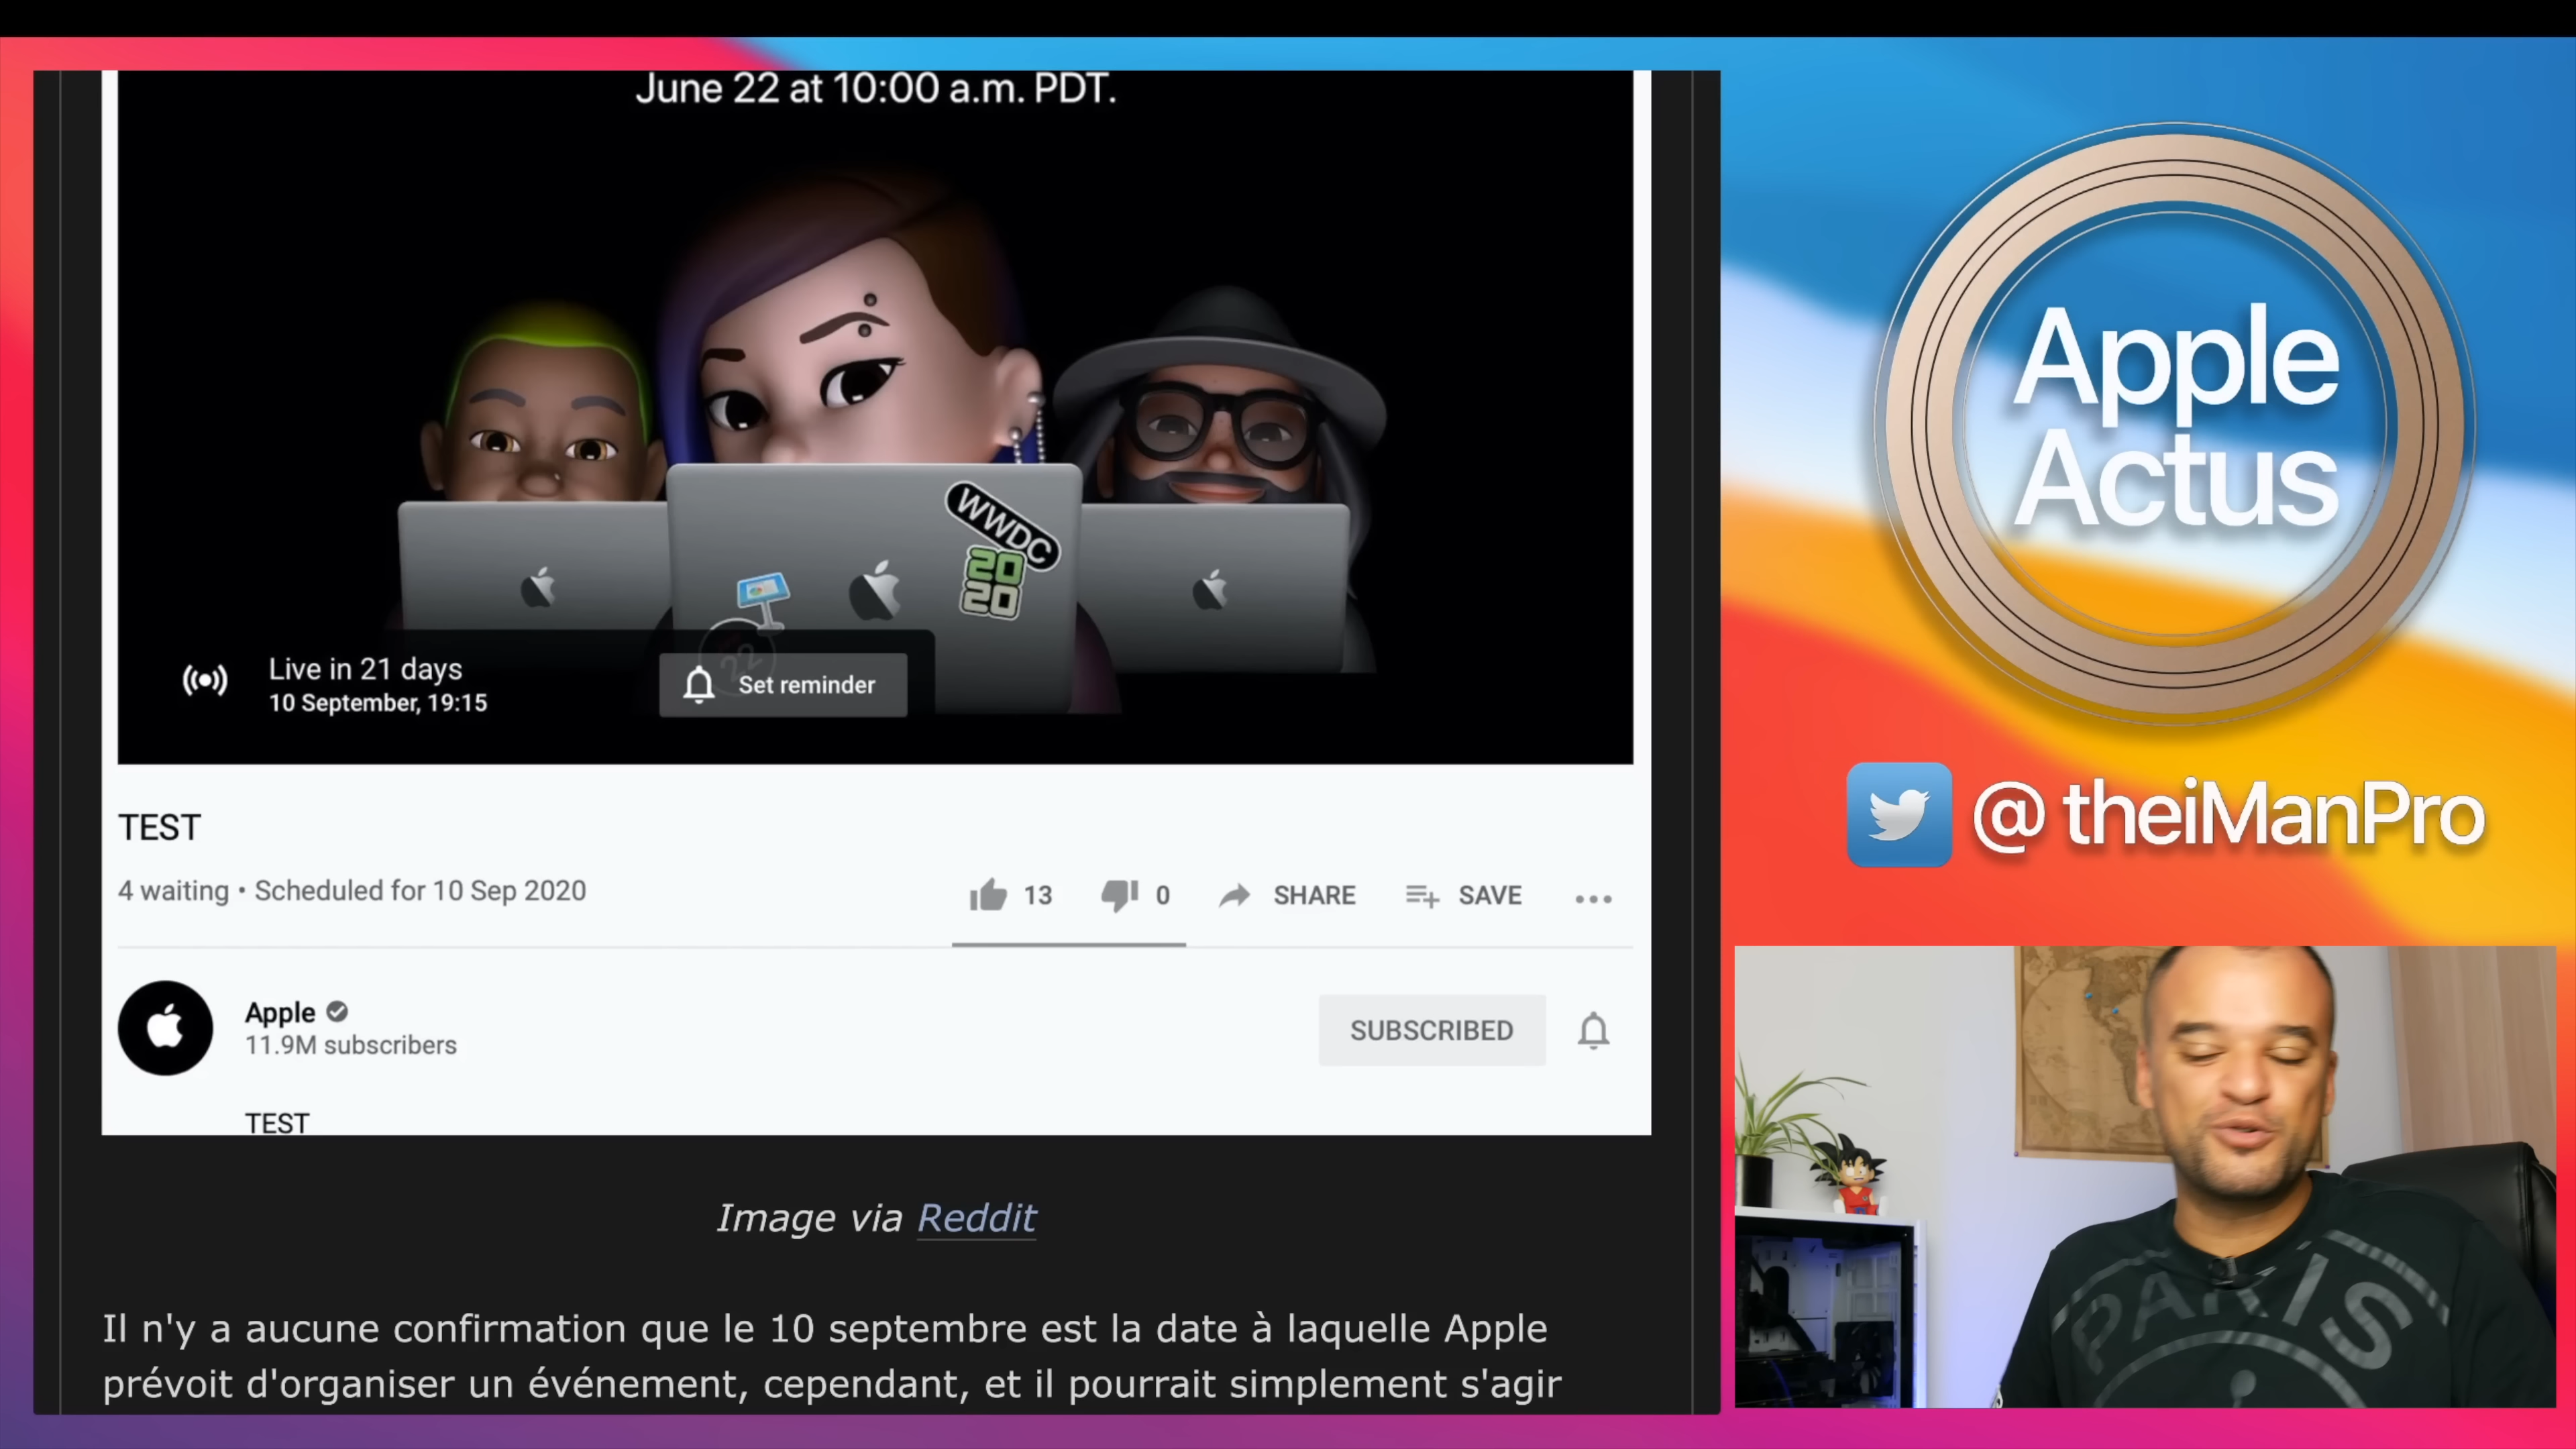 June 22 at 10:00 a.m. PDT.
WWDC
20
20
22
Live in 21 days
10 September, 19:15
Set reminder
TEST
4 waiting • Scheduled for 10 Sep 2020
13
0
SHARE
SAVE
Apple
11.9M subscribers
SUBSCRIBED
TEST
Image via Reddit
Il n'y a aucune confirmation que le 10 septembre est la date à laquelle Apple
prévoit d'organiser un événement, cependant, et il pourrait simplement s'agir
Apple
Actus
@ theiManPro
PARIS